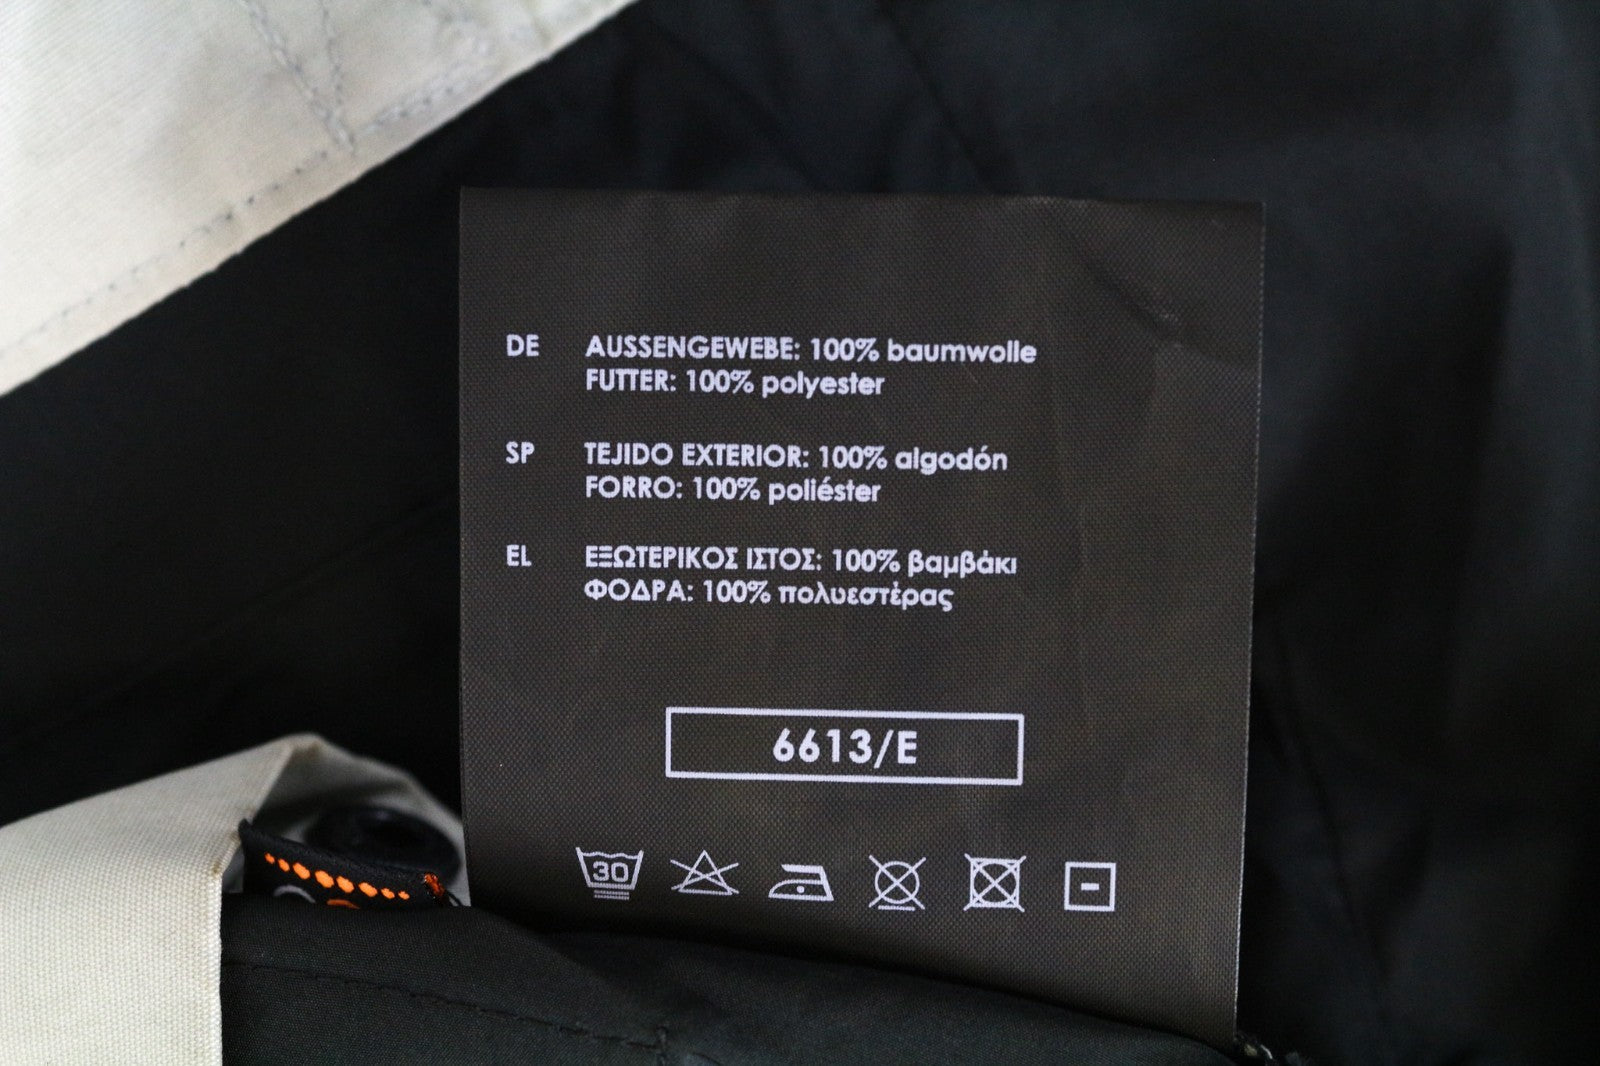 DE AUSSENGEWEBE: 100% baumwolle
FUTTER: 100% polyester
SP TEJIDO EXTERIOR: 100% algodón
FORRO: 100% poliéster
EL ΕΞΩΤΕΡΙΚΟΣ ΙΣΤΟΣ: 100% βαμβάκι
ΦΟΔΡΑ: 100% πολυεστέρας
6613/E
30